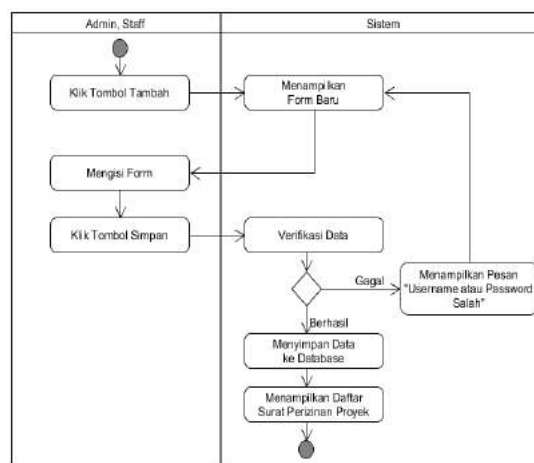 Admin, Staff
Sistem
Klik Tombol Tambah
Menampilkan
Form Baru
Mengisi Form
Klik Tombol Simpan
Verifikasi Data
Gagal
Menampilkan Pesan
"Username atau Password
Salah"
Berhasil
Menyimpan Data
ke Database
Menampilkan Daftar
Surat Perizinan Proyek